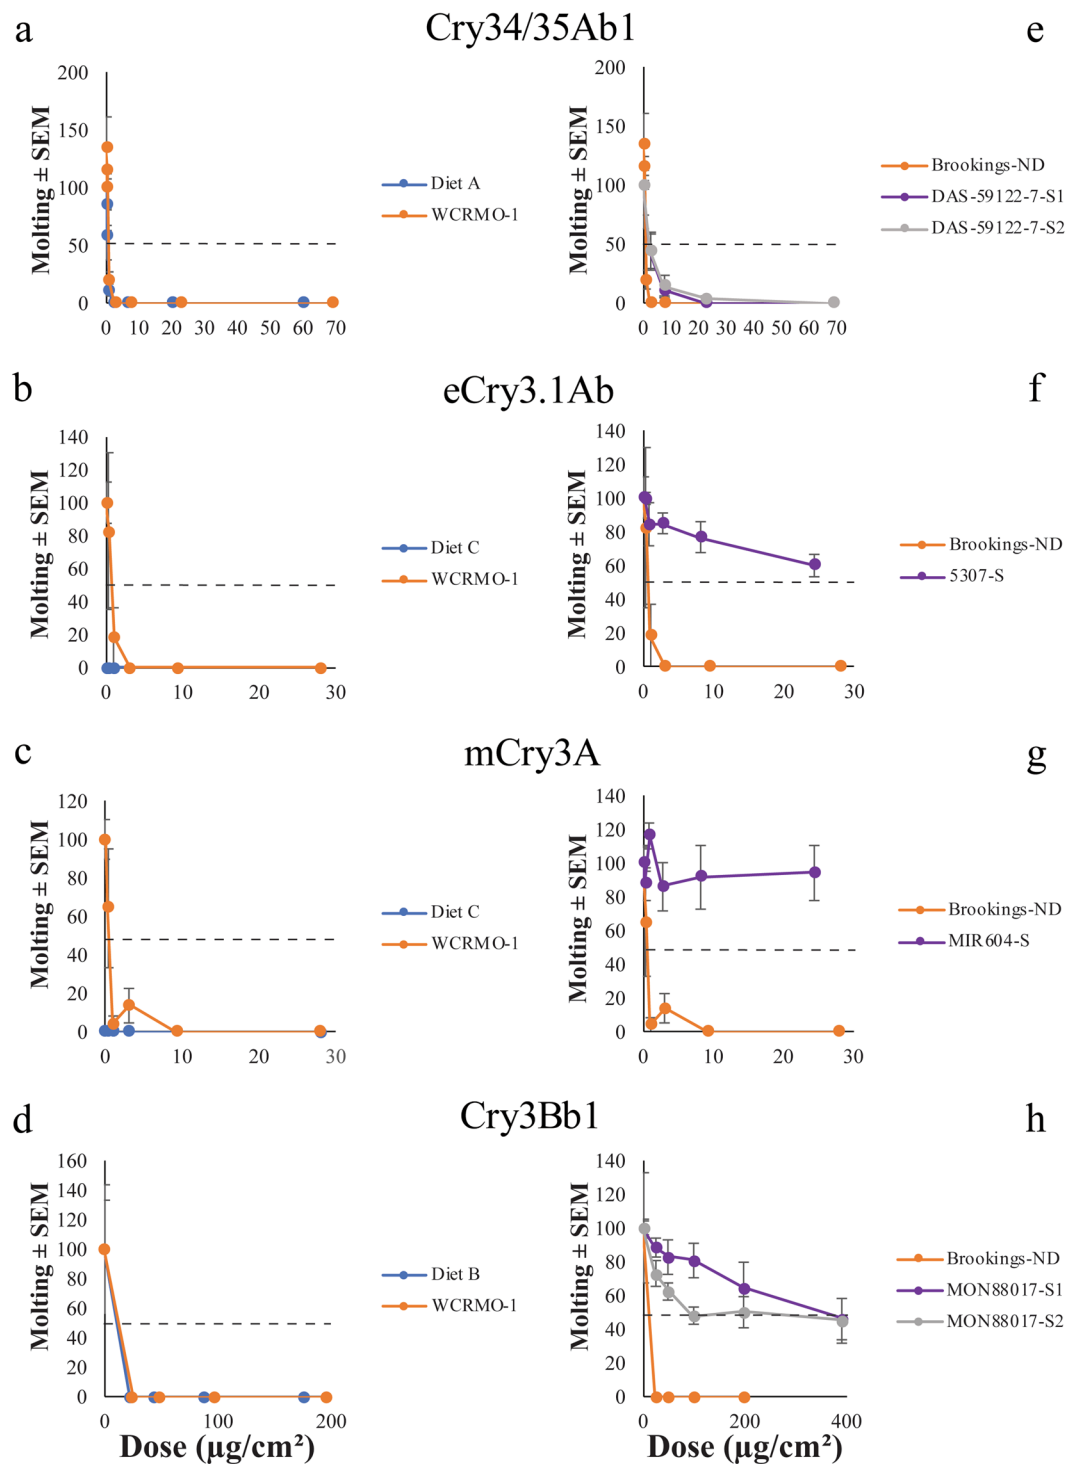 a
Cry34/35Ab1
e
Molting ± SEM
200
150
100
50
0
0 10 20 30 40 50 60 70
Diet A
WCRMO-1
Molting ± SEM
200
150
100
50
0
0 10 20 30 40 50 60 70
Brookings-ND
DAS-59122-7-S1
DAS-59122-7-S2
b
eCry3.1Ab
f
Molting ± SEM
140
120
100
80
60
40
20
0
0 10 20 30
Diet C
WCRMO-1
Molting ± SEM
140
120
100
80
60
40
20
0
0 10 20 30
Brookings-ND
5307-S
c
mCry3A
g
Molting ± SEM
120
100
80
60
40
20
0
0 10 20 30
Diet C
WCRMO-1
Molting ± SEM
140
120
100
80
60
40
20
0
0 10 20 30
Brookings-ND
MIR604-S
d
Cry3Bb1
h
Molting ± SEM
160
140
120
100
80
60
40
20
0
0 100 200
Dose (µg/cm²)
Diet B
WCRMO-1
Molting ± SEM
140
120
100
80
60
40
20
0
0 200 400
Dose (µg/cm²)
Brookings-ND
MON88017-S1
MON88017-S2